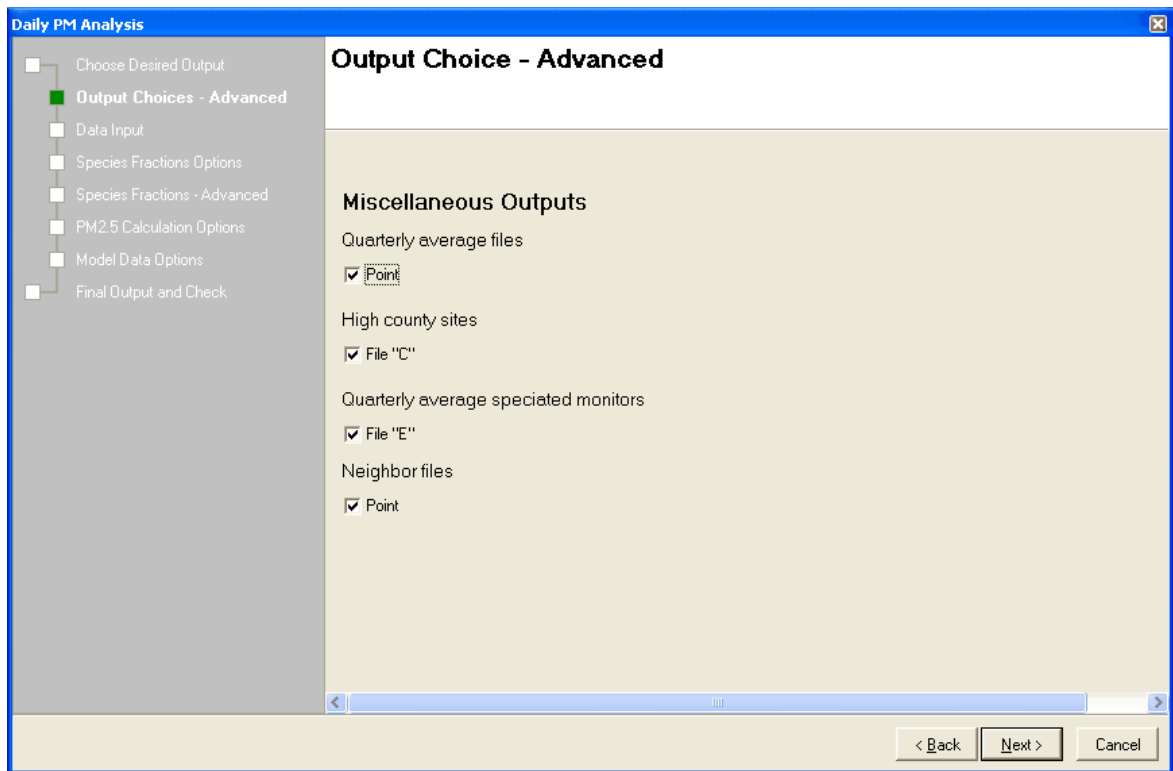 Daily PM Analysis
Choose Desired Output
Output Choices - Advanced
Data Input
Species Fractions Options
Species Fractions - Advanced
PM2.5 Calculation Options
Model Data Options
Final Output and Check
Output Choice - Advanced
Miscellaneous Outputs
Quarterly average files
Point
High county sites
File "C"
Quarterly average speciated monitors
File "E"
Neighbor files
Point
< Back
Next >
Cancel